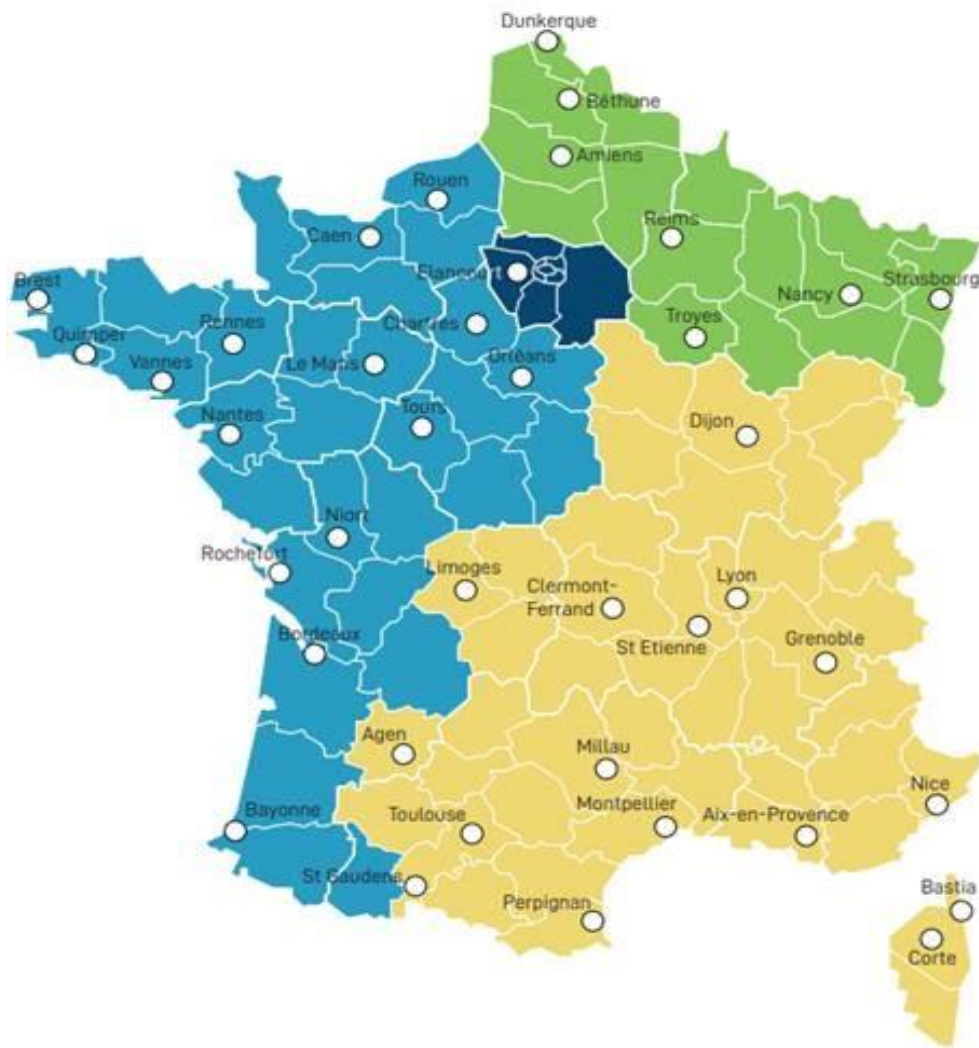 Dunkerque
Béthune
Amiens
Rouen
Reims
Caen
Elancourt
Brest
Strasbourg
Nancy
Chartres
Troyes
Rennes
Quimper
Orléans
Vannes
Le Mans
Nantes
Tours
Dijon
Niort
Rochefort
Limoges
Lyon
Clermont-
Ferrand
St Etienne
Bordeaux
Grenoble
Agen
Millau
Nice
Montpellier
Bayonne
Toulouse
Aix-en-Provence
St Gaudens
Bastia
Perpignan
Corte